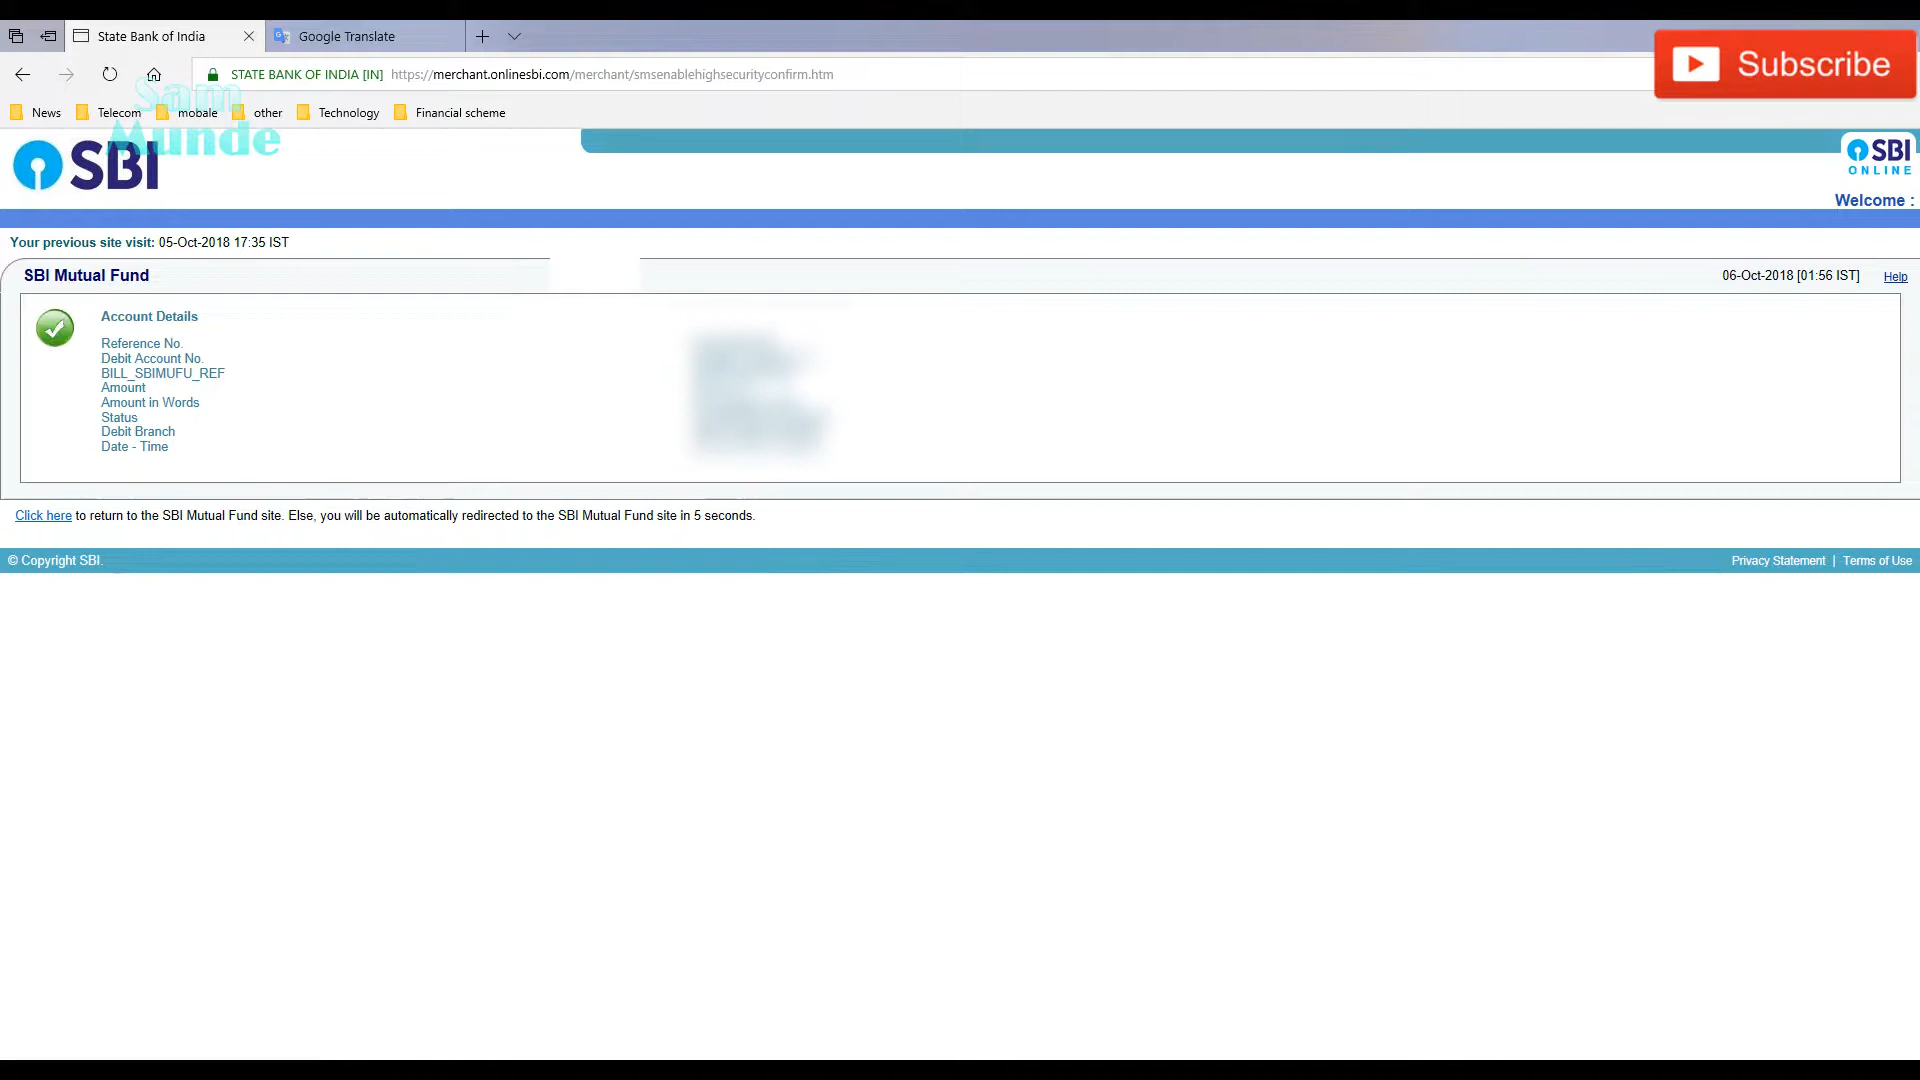 State Bank of India
Google Translate
STATE BANK OF INDIA [IN] https://merchant.onlinesbi.com/merchant/smsenablehighsecurityconfirm.htm
Subscribe
Sam
Munde
News Telecom mobale other Technology Financial scheme
SBI
SBI
ONLINE
Welcome :
Your previous site visit: 05-Oct-2018 17:35 IST
SBI Mutual Fund
06-Oct-2018 [01:56 IST] Help
Account Details
Reference No.
Debit Account No.
BILL_SBIMUFU_REF
Amount
Amount in Words
Status
Debit Branch
Date - Time
Click here to return to the SBI Mutual Fund site. Else, you will be automatically redirected to the SBI Mutual Fund site in 5 seconds.
© Copyright SBI.
Privacy Statement | Terms of Use